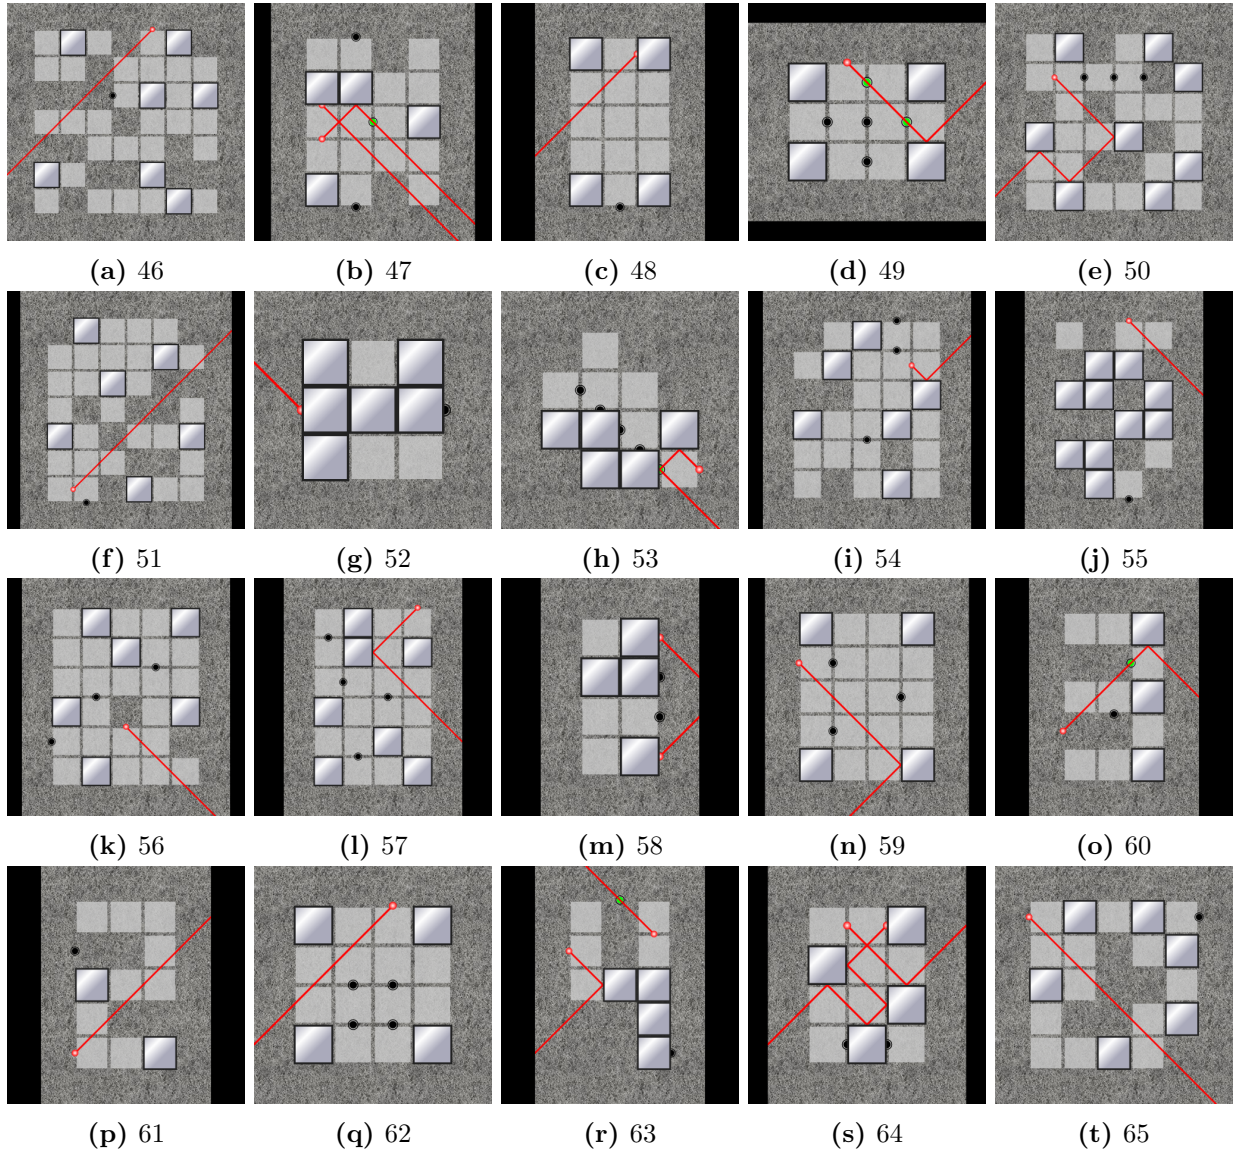 (a) 46 (b) 47 (c) 48 (d) 49 (e) 50
(f) 51 (g) 52 (h) 53 (i) 54 (j) 55
(k) 56 (l) 57 (m) 58 (n) 59 (o) 60
(p) 61 (q) 62 (r) 63 (s) 64 (t) 65